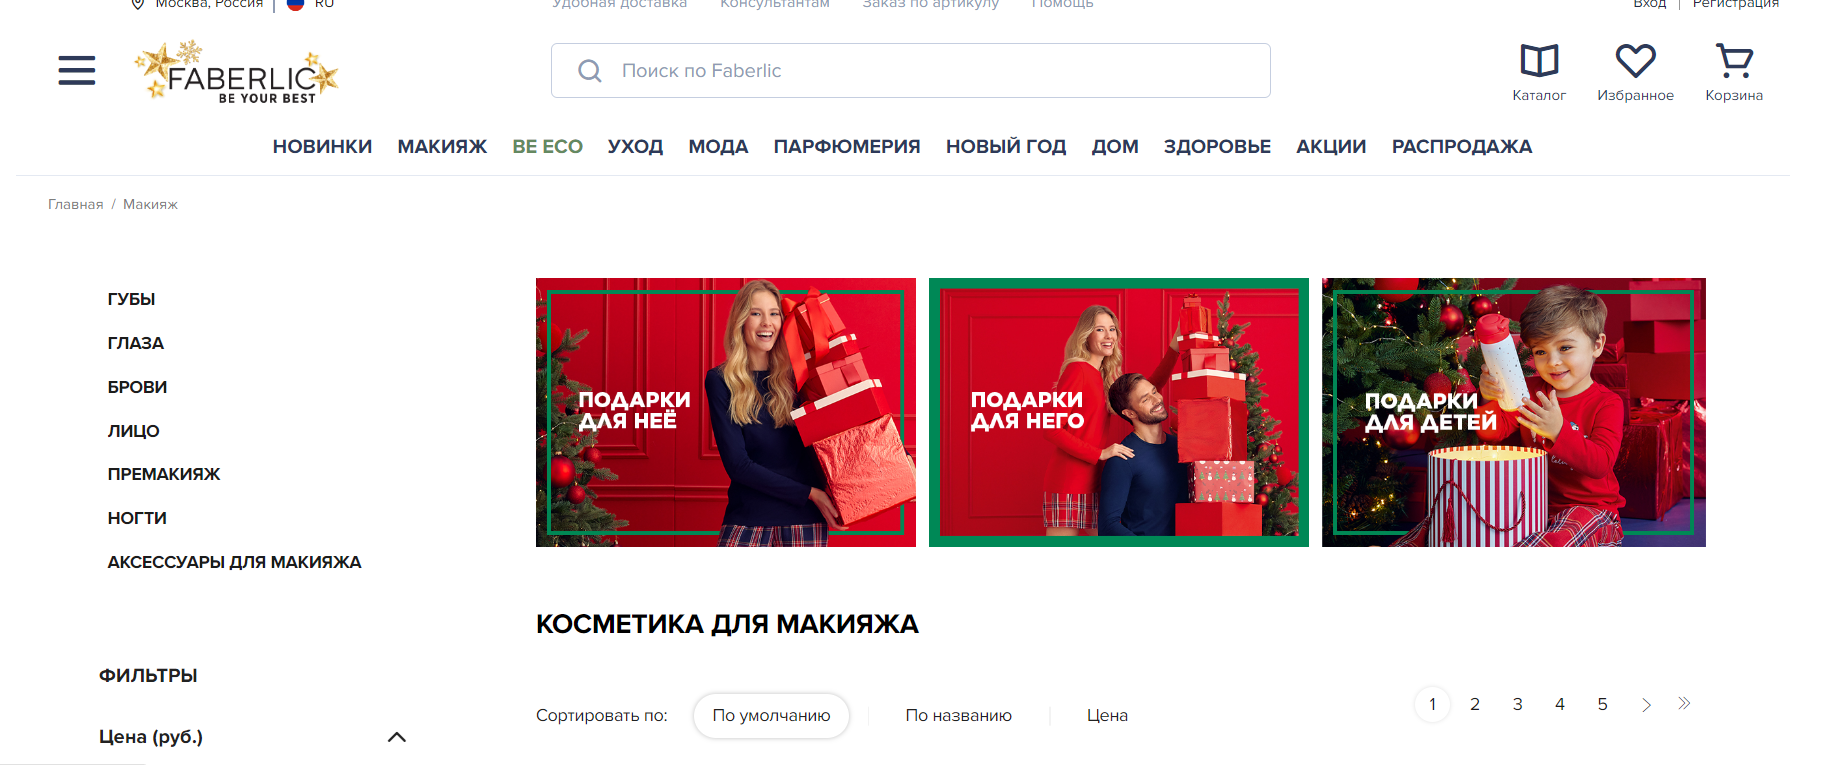 Москва, Россия RU Удобная доставка Консультантам Заказ по артикулу Помощь Вход Регистрация
FABERLIC
BE YOUR BEST
Поиск по Faberlic
Каталог Избранное Корзина
НОВИНКИ МАКИЯЖ BE ECO УХОД МОДА ПАРФЮМЕРИЯ НОВЫЙ ГОД ДОМ ЗДОРОВЬЕ АКЦИИ РАСПРОДАЖА
Главная / Макияж
ГУБЫ
ГЛАЗА
БРОВИ
ЛИЦО
ПРЕМАКИЯЖ
НОГТИ
АКСЕССУАРЫ ДЛЯ МАКИЯЖА
ПОДАРКИ
ДЛЯ НЕЁ
ПОДАРКИ
ДЛЯ НЕГО
ПОДАРКИ
ДЛЯ ДЕТЕЙ
КОСМЕТИКА ДЛЯ МАКИЯЖА
ФИЛЬТРЫ
Цена (руб.)
Сортировать по: По умолчанию По названию Цена
1 2 3 4 5